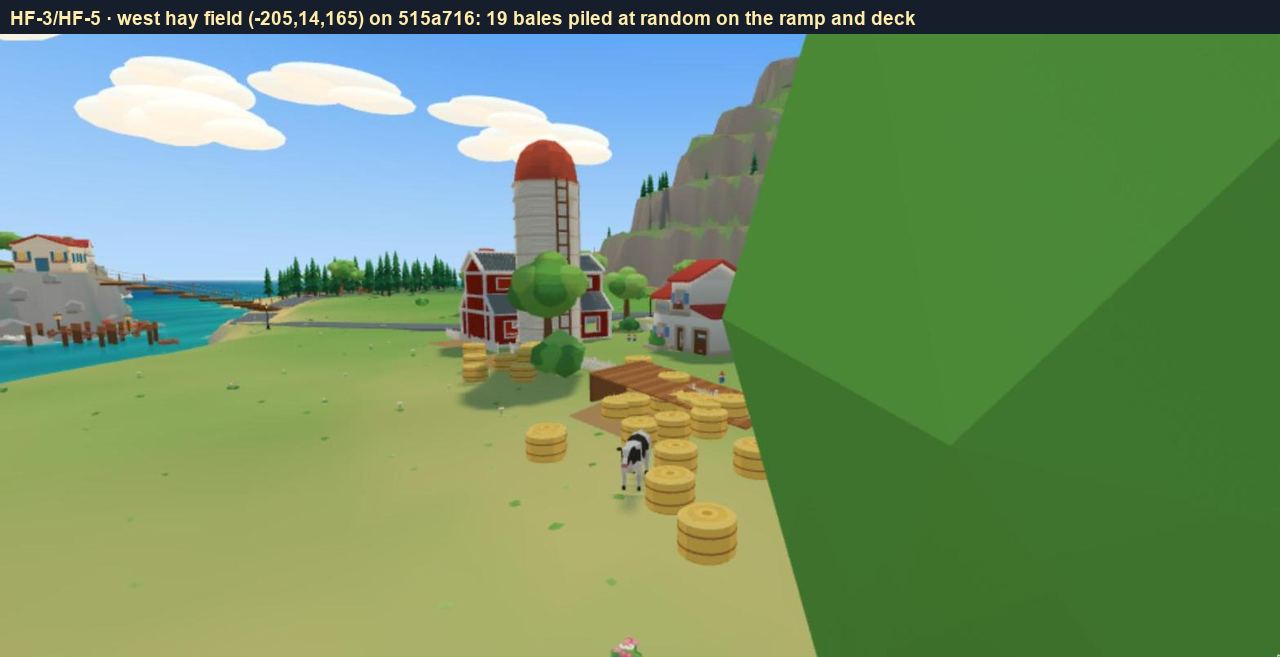 HF-3/HF-5 · west hay field (-205,14,165) on 515a716: 19 bales piled at random on the ramp and deck